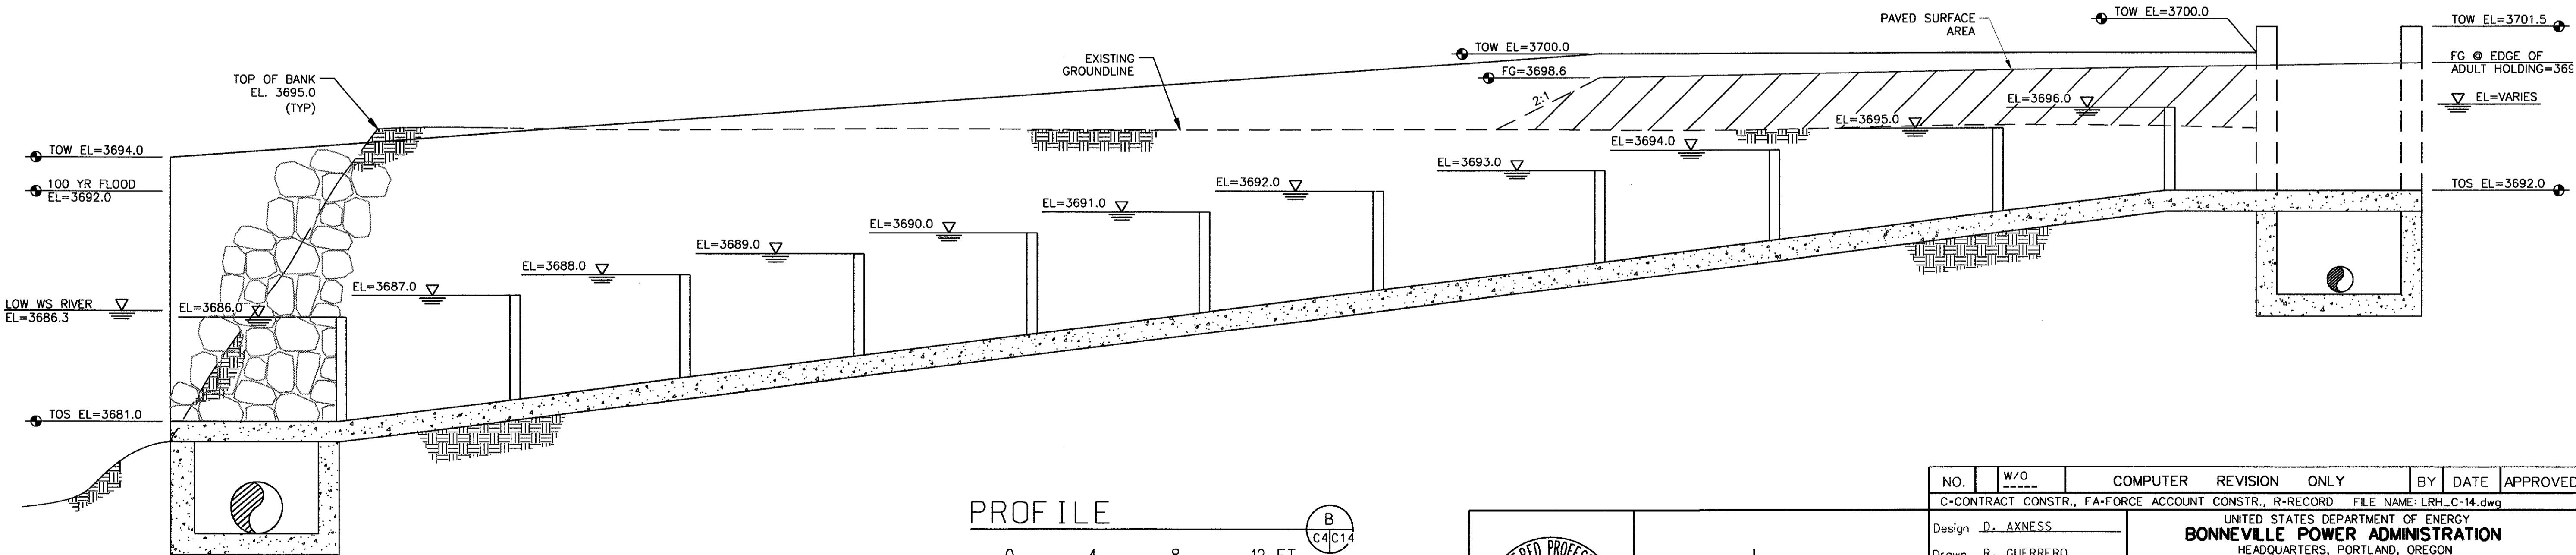 TOW EL=3700.0
TOW EL=3701.5
PAVED SURFACE
AREA
TOW EL=3700.0
EXISTING
GROUNDLINE
FG @ EDGE OF
ADULT HOLDING=369
FG=3698.6
TOP OF BANK
EL. 3695.0
(TYP)
2:1
EL=3696.0
EL=VARIES
EL=3695.0
TOW EL=3694.0
EL=3694.0
EL=3693.0
100 YR FLOOD
EL=3692.0
EL=3692.0
TOS EL=3692.0
EL=3691.0
EL=3690.0
EL=3689.0
EL=3688.0
EL=3687.0
LOW WS RIVER
EL=3686.3
EL=3686.0
TOS EL=3681.0
PROFILE
B
C4 C14
0 4 8 12 FT
NO. W/O COMPUTER REVISION ONLY BY DATE APPROVED
C=CONTRACT CONSTR., FA=FORCE ACCOUNT CONSTR., R=RECORD FILE NAME: LRH_C-14.dwg
Design D. AXNESS
UNITED STATES DEPARTMENT OF ENERGY
BONNEVILLE POWER ADMINISTRATION
HEADQUARTERS, PORTLAND, OREGON
Drawn R. GUERRERO